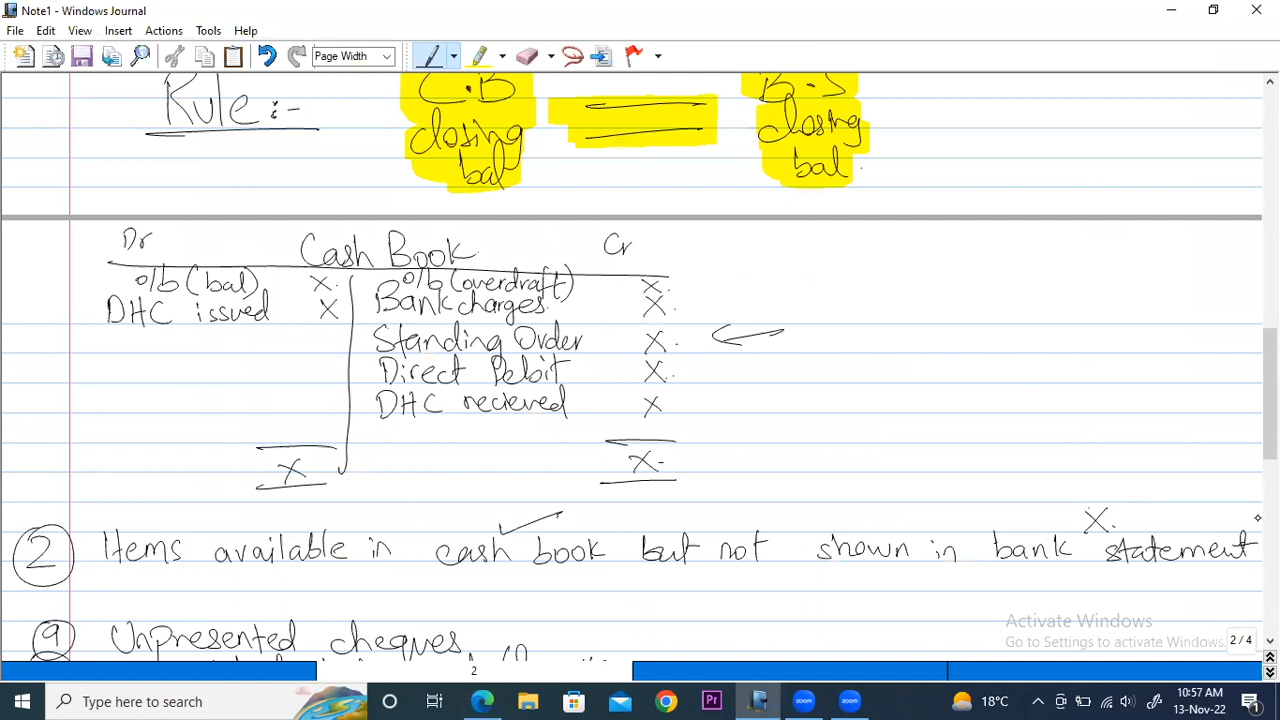 Note1 - Windows Journal
File Edit View Insert Actions Tools Help
Page Width
Rule :-
C.B closing bal
=
B.S closing bal
Dr Cash Book Cr
o/b (bal) X. o/b (overdraft) X.
DHC issued X Bank charges. X.
Standing Order X.
Direct Debit X.
DHC recieved X
X X-
X.
2 Items available in cash book but not shown in bank statement
9 Unpresented cheques
Activate Windows
Go to Settings to activate Windows.
2/4
2
Type here to search
18°C
10:57 AM
13-Nov-22